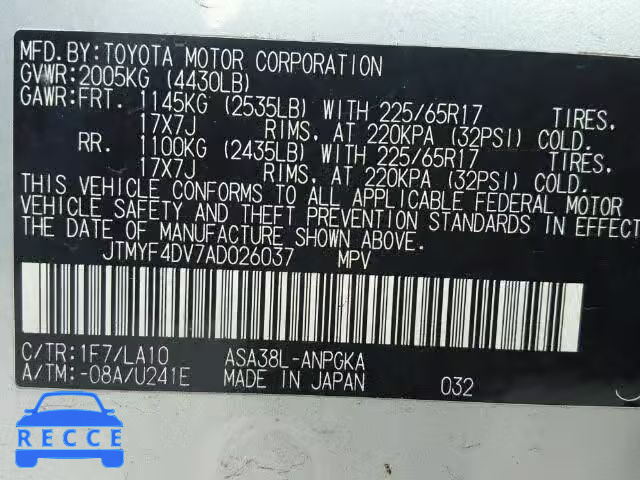 MFD.BY:TOYOTA MOTOR CORPORATION
GVWR:2005KG (4430LB)
GAWR:FRT. 1145KG (2535LB) WITH 225/65R17 TIRES,
17X7J RIMS, AT 220KPA (32PSI) COLD.
RR. 1100KG (2435LB) WITH 225/65R17 TIRES,
17X7J RIMS, AT 220KPA (32PSI) COLD.
THIS VEHICLE CONFORMS TO ALL APPLICABLE FEDERAL MOTOR
VEHICLE SAFETY AND THEFT PREVENTION STANDARDS IN EFFECT ON
THE DATE OF MANUFACTURE SHOWN ABOVE.
JTMYF4DV7AD026037 MPV
C/TR:1F7/LA10 ASA38L-ANPGKA
A/TM:-08A/U241E MADE IN JAPAN 032
RECCE